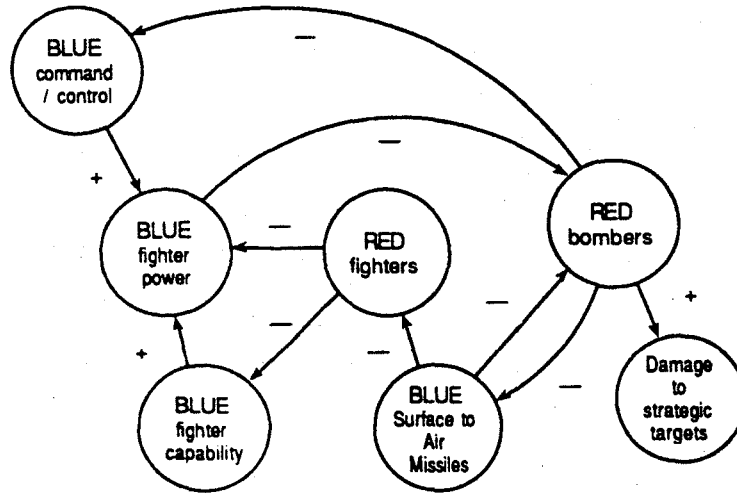 BLUE
command
/ control
—
+
—
BLUE
fighter
power
—
RED
fighters
RED
bombers
—
—
+
+
—
—
BLUE
fighter
capability
BLUE
Surface to
Air
Missiles
Damage
to
strategic
targets